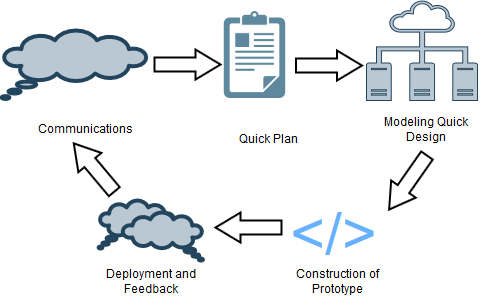 Communications
Quick Plan
Modeling Quick
Design
</>
Construction of
Prototype
Deployment and
Feedback